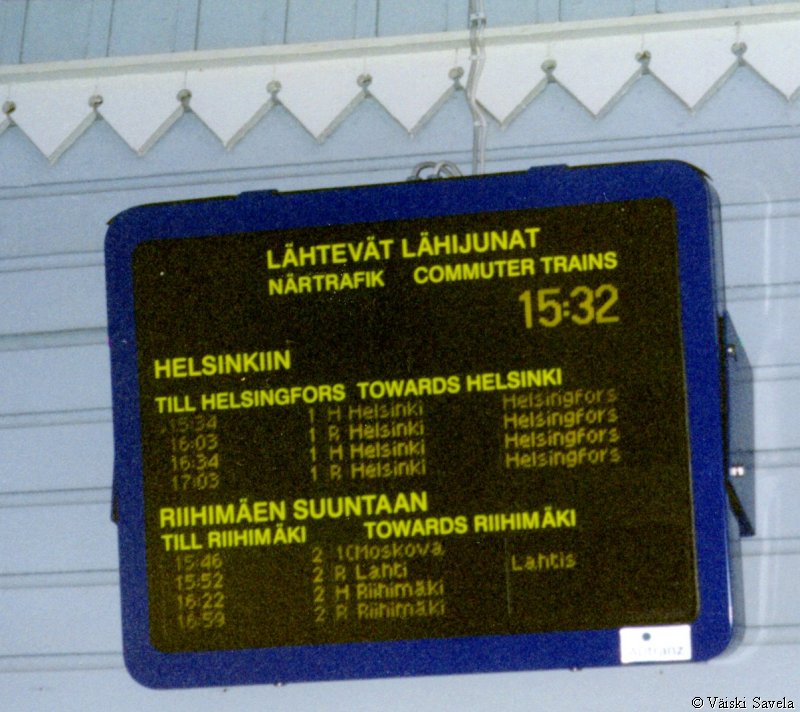 LÄHTEVÄT LÄHIJUNAT
NÄRTRAFIK COMMUTER TRAINS
15:32
HELSINKIIN
TILL HELSINGFORS TOWARDS HELSINKI
15:34 1 H Helsinki Helsingfors
16:03 1 R Helsinki Helsingfors
16:34 1 H Helsinki Helsingfors
17:03 1 R Helsinki Helsingfors
RIIHIMÄEN SUUNTAAN
TILL RIIHIMÄKI TOWARDS RIIHIMÄKI
15:46 2 Moskova
15:52 2 R Lahti Lahtis
16:22 2 H Riihimäki
16:59 2 R Riihimäki
© Väiski Savela